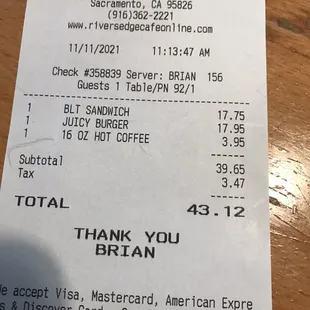 Sacramento, CA 95826
(916)362-2221
www.riversedgecafeonline.com
11/11/2021 11:13:47 AM
Check #358839 Server: BRIAN 156
Guests 1 Table/PN 92/1
1 BLT SANDWICH 17.75
1 JUICY BURGER 17.95
1 16 OZ HOT COFFEE 3.95
Subtotal 39.65
Tax 3.47
TOTAL 43.12
THANK YOU
BRIAN
We accept Visa, Mastercard, American Expre
s & Discover